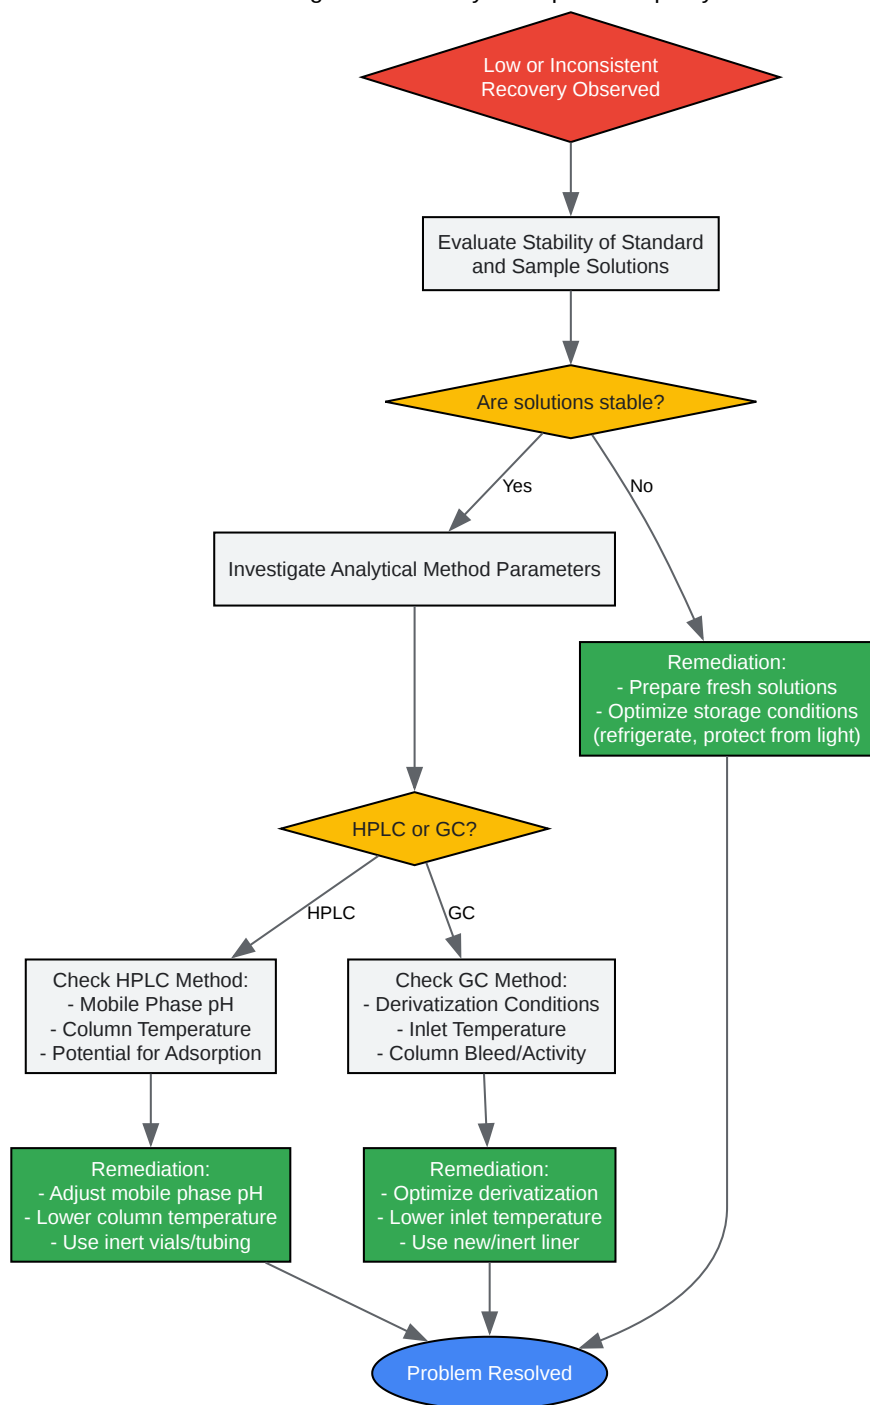 Low or Inconsistent
Recovery Observed
Evaluate Stability of Standard
and Sample Solutions
Are solutions stable?
Yes
No
Investigate Analytical Method Parameters
Remediation:
- Prepare fresh solutions
- Optimize storage conditions
(refrigerate, protect from light)
HPLC or GC?
HPLC
GC
Check HPLC Method:
- Mobile Phase pH
- Column Temperature
- Potential for Adsorption
Check GC Method:
- Derivatization Conditions
- Inlet Temperature
- Column Bleed/Activity
Remediation:
- Adjust mobile phase pH
- Lower column temperature
- Use inert vials/tubing
Remediation:
- Optimize derivatization
- Lower inlet temperature
- Use new/inert liner
Problem Resolved